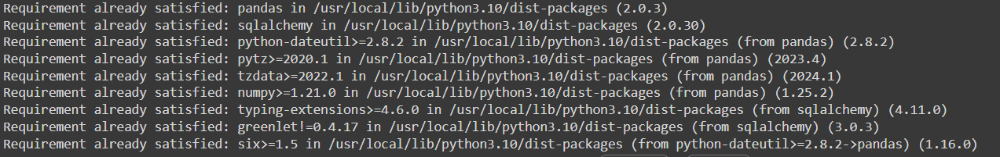 Requirement already satisfied: pandas in /usr/local/lib/python3.10/dist-packages (2.0.3)
Requirement already satisfied: sqlalchemy in /usr/local/lib/python3.10/dist-packages (2.0.30)
Requirement already satisfied: python-dateutil>=2.8.2 in /usr/local/lib/python3.10/dist-packages (from pandas) (2.8.2)
Requirement already satisfied: pytz>=2020.1 in /usr/local/lib/python3.10/dist-packages (from pandas) (2023.4)
Requirement already satisfied: tzdata>=2022.1 in /usr/local/lib/python3.10/dist-packages (from pandas) (2024.1)
Requirement already satisfied: numpy>=1.21.0 in /usr/local/lib/python3.10/dist-packages (from pandas) (1.25.2)
Requirement already satisfied: typing-extensions>=4.6.0 in /usr/local/lib/python3.10/dist-packages (from sqlalchemy) (4.11.0)
Requirement already satisfied: greenlet!=0.4.17 in /usr/local/lib/python3.10/dist-packages (from sqlalchemy) (3.0.3)
Requirement already satisfied: six>=1.5 in /usr/local/lib/python3.10/dist-packages (from python-dateutil>=2.8.2->pandas) (1.16.0)